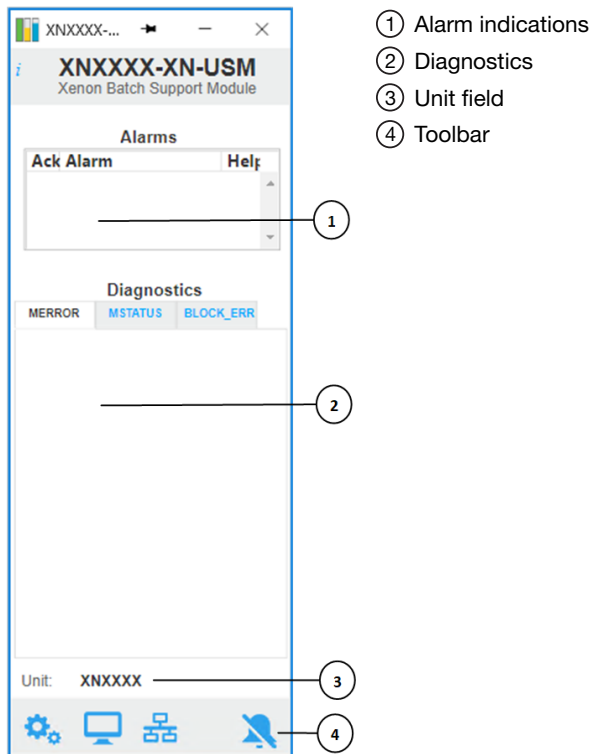 XNXXXX-...
i XNXXXX-XN-USM
Xenon Batch Support Module
Alarms
Ack Alarm Help
1
Diagnostics
MERROR MSTATUS BLOCK_ERR
2
Unit: XNXXXX
3
4
1 Alarm indications
2 Diagnostics
3 Unit field
4 Toolbar